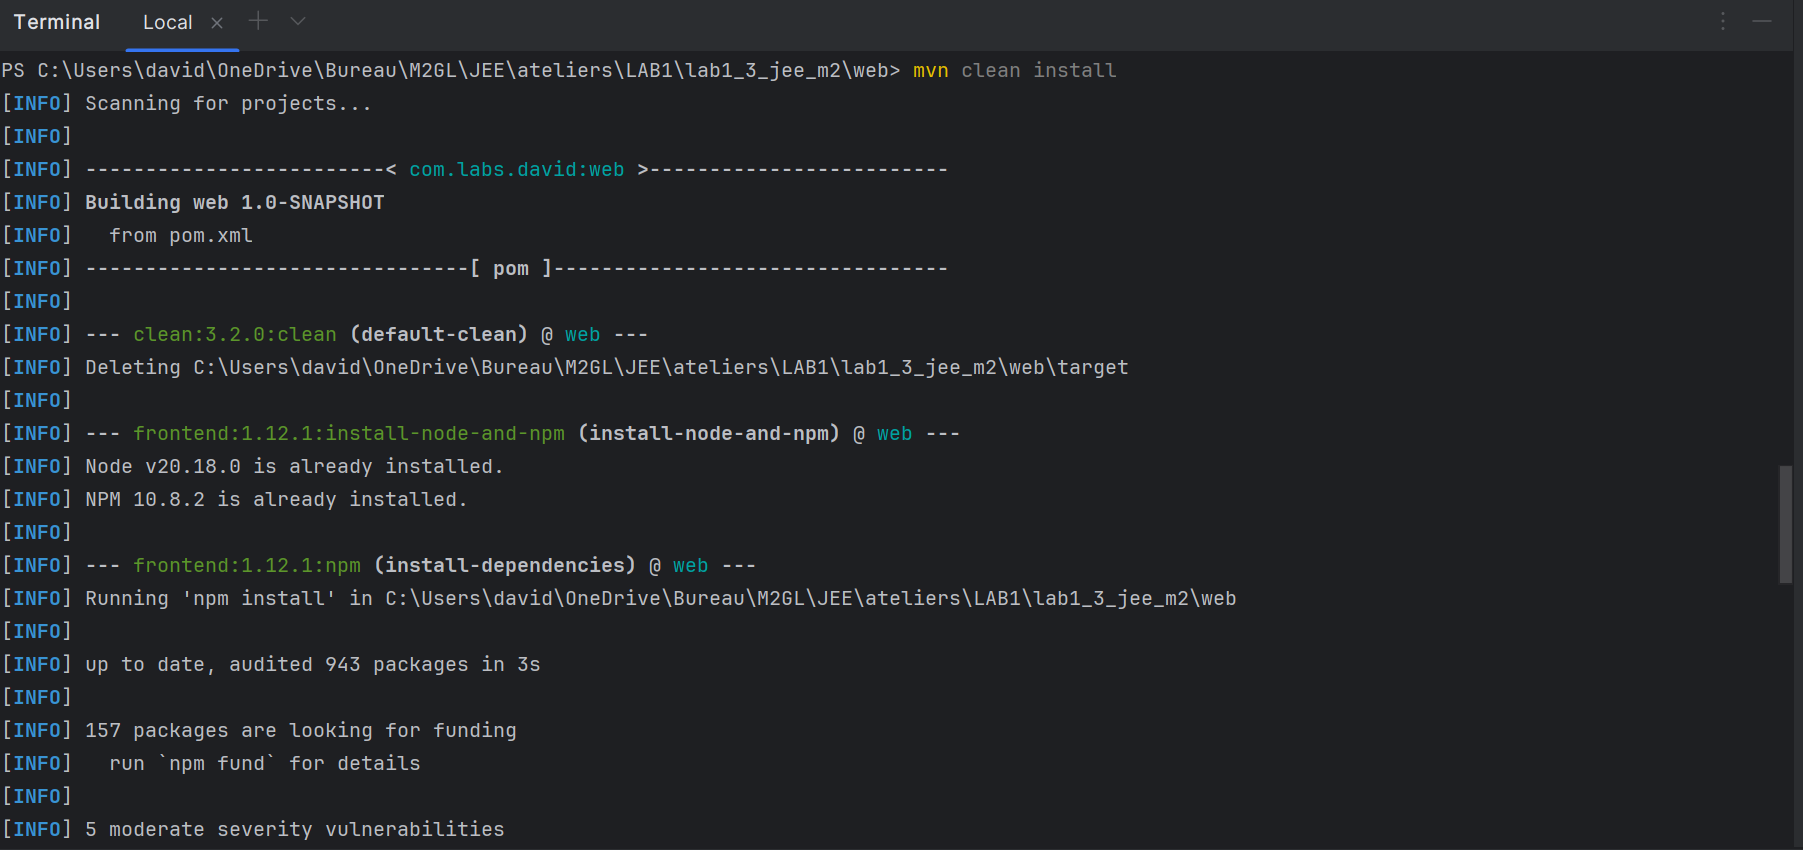 Terminal Local
PS C:\Users\david\OneDrive\Bureau\M2GL\JEE\ateliers\LAB1\lab1_3_jee_m2\web> mvn clean install
[INFO] Scanning for projects...
[INFO]
[INFO] -------------------------< com.labs.david:web >-------------------------
[INFO] Building web 1.0-SNAPSHOT
[INFO]   from pom.xml
[INFO] --------------------------------[ pom ]---------------------------------
[INFO]
[INFO] --- clean:3.2.0:clean (default-clean) @ web ---
[INFO] Deleting C:\Users\david\OneDrive\Bureau\M2GL\JEE\ateliers\LAB1\lab1_3_jee_m2\web\target
[INFO]
[INFO] --- frontend:1.12.1:install-node-and-npm (install-node-and-npm) @ web ---
[INFO] Node v20.18.0 is already installed.
[INFO] NPM 10.8.2 is already installed.
[INFO]
[INFO] --- frontend:1.12.1:npm (install-dependencies) @ web ---
[INFO] Running 'npm install' in C:\Users\david\OneDrive\Bureau\M2GL\JEE\ateliers\LAB1\lab1_3_jee_m2\web
[INFO]
[INFO] up to date, audited 943 packages in 3s
[INFO]
[INFO] 157 packages are looking for funding
[INFO]   run `npm fund` for details
[INFO]
[INFO] 5 moderate severity vulnerabilities